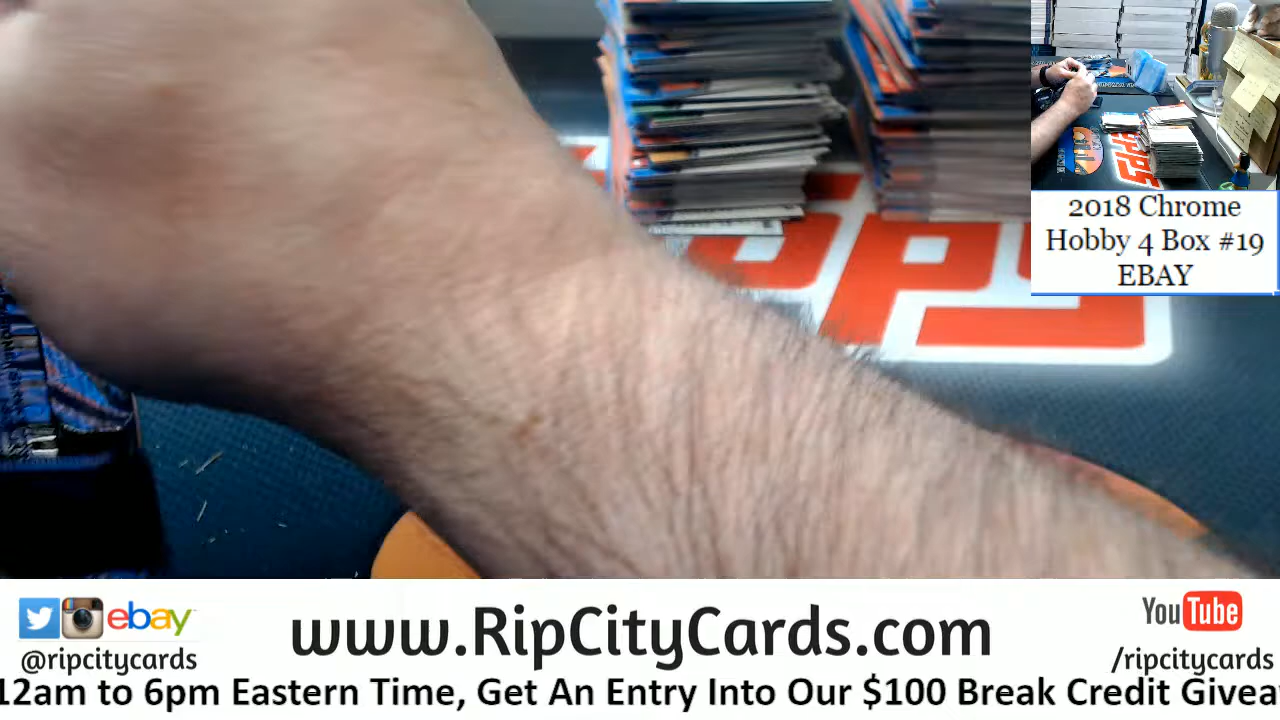 2018 Chrome
Hobby 4 Box #19
EBAY
ebay
www.RipCityCards.com
YouTube
@ripcitycards
/ripcitycards
12am to 6pm Eastern Time, Get An Entry Into Our $100 Break Credit Givea